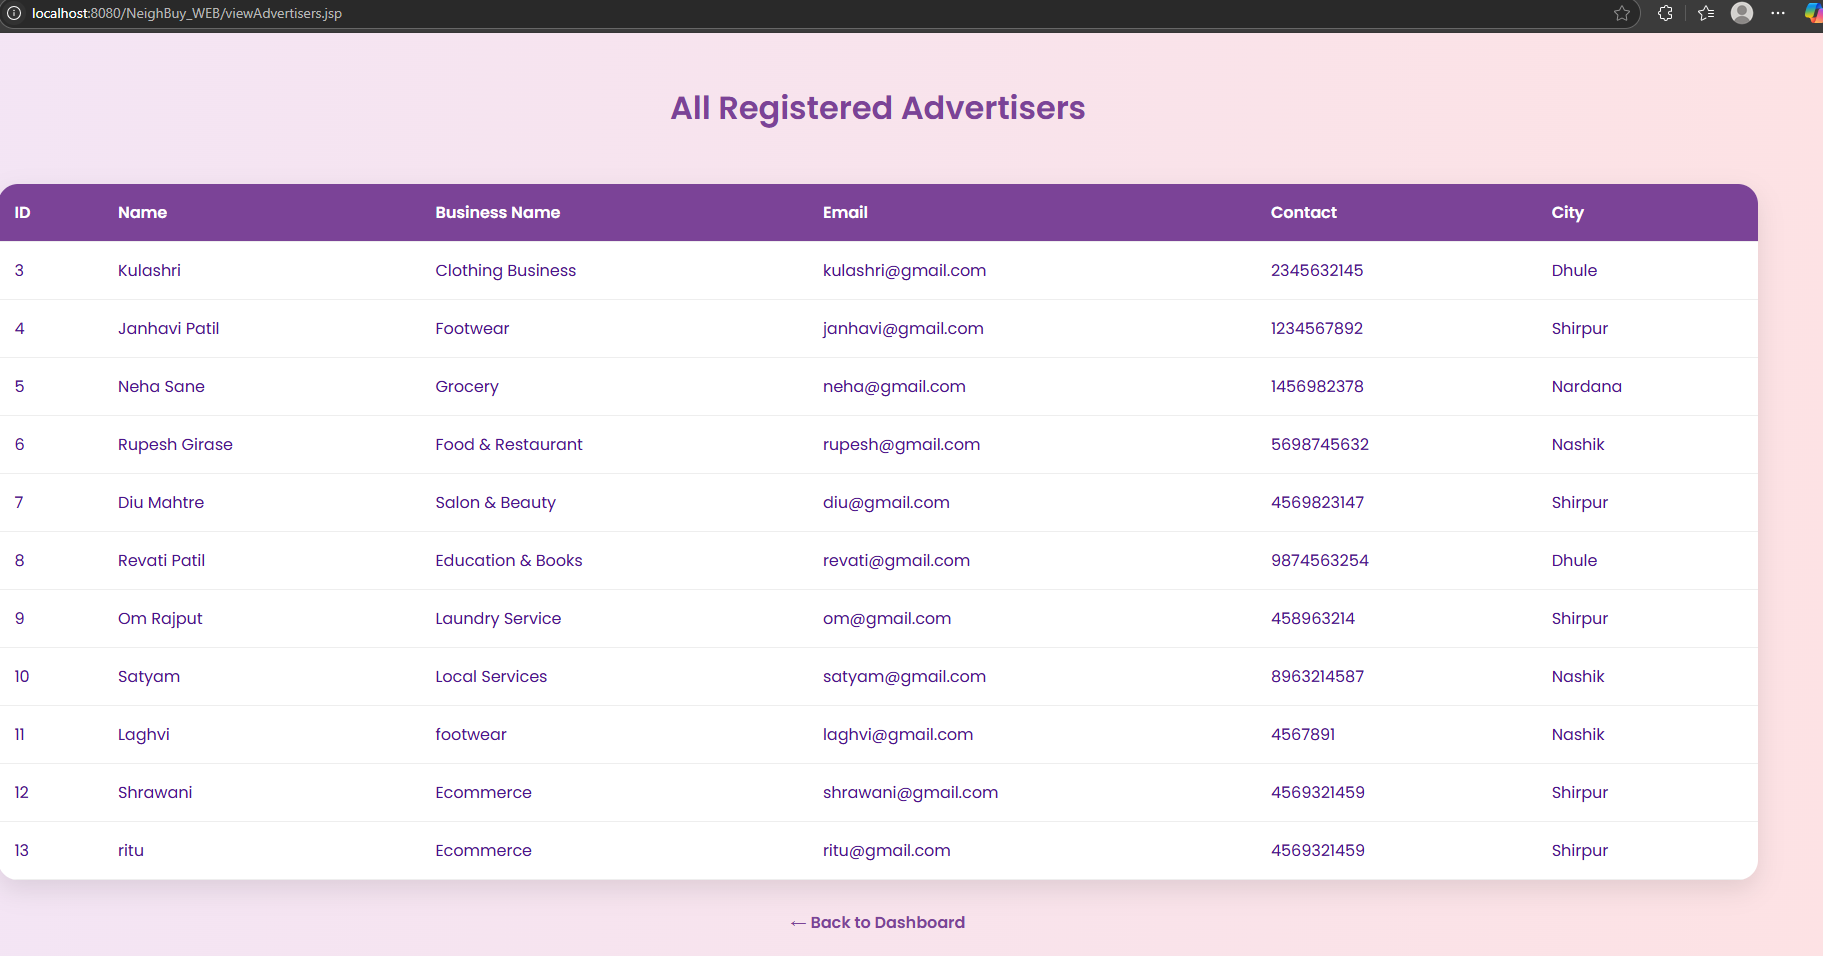 localhost:8080/NeighBuy_WEB/viewAdvertisers.jsp
All Registered Advertisers
ID Name Business Name Email Contact City
3 Kulashri Clothing Business kulashri@gmail.com 2345632145 Dhule
4 Janhavi Patil Footwear janhavi@gmail.com 1234567892 Shirpur
5 Neha Sane Grocery neha@gmail.com 1456982378 Nardana
6 Rupesh Girase Food & Restaurant rupesh@gmail.com 5698745632 Nashik
7 Diu Mahtre Salon & Beauty diu@gmail.com 4569823147 Shirpur
8 Revati Patil Education & Books revati@gmail.com 9874563254 Dhule
9 Om Rajput Laundry Service om@gmail.com 458963214 Shirpur
10 Satyam Local Services satyam@gmail.com 8963214587 Nashik
11 Laghvi footwear laghvi@gmail.com 4567891 Nashik
12 Shrawani Ecommerce shrawani@gmail.com 4569321459 Shirpur
13 ritu Ecommerce ritu@gmail.com 4569321459 Shirpur
← Back to Dashboard